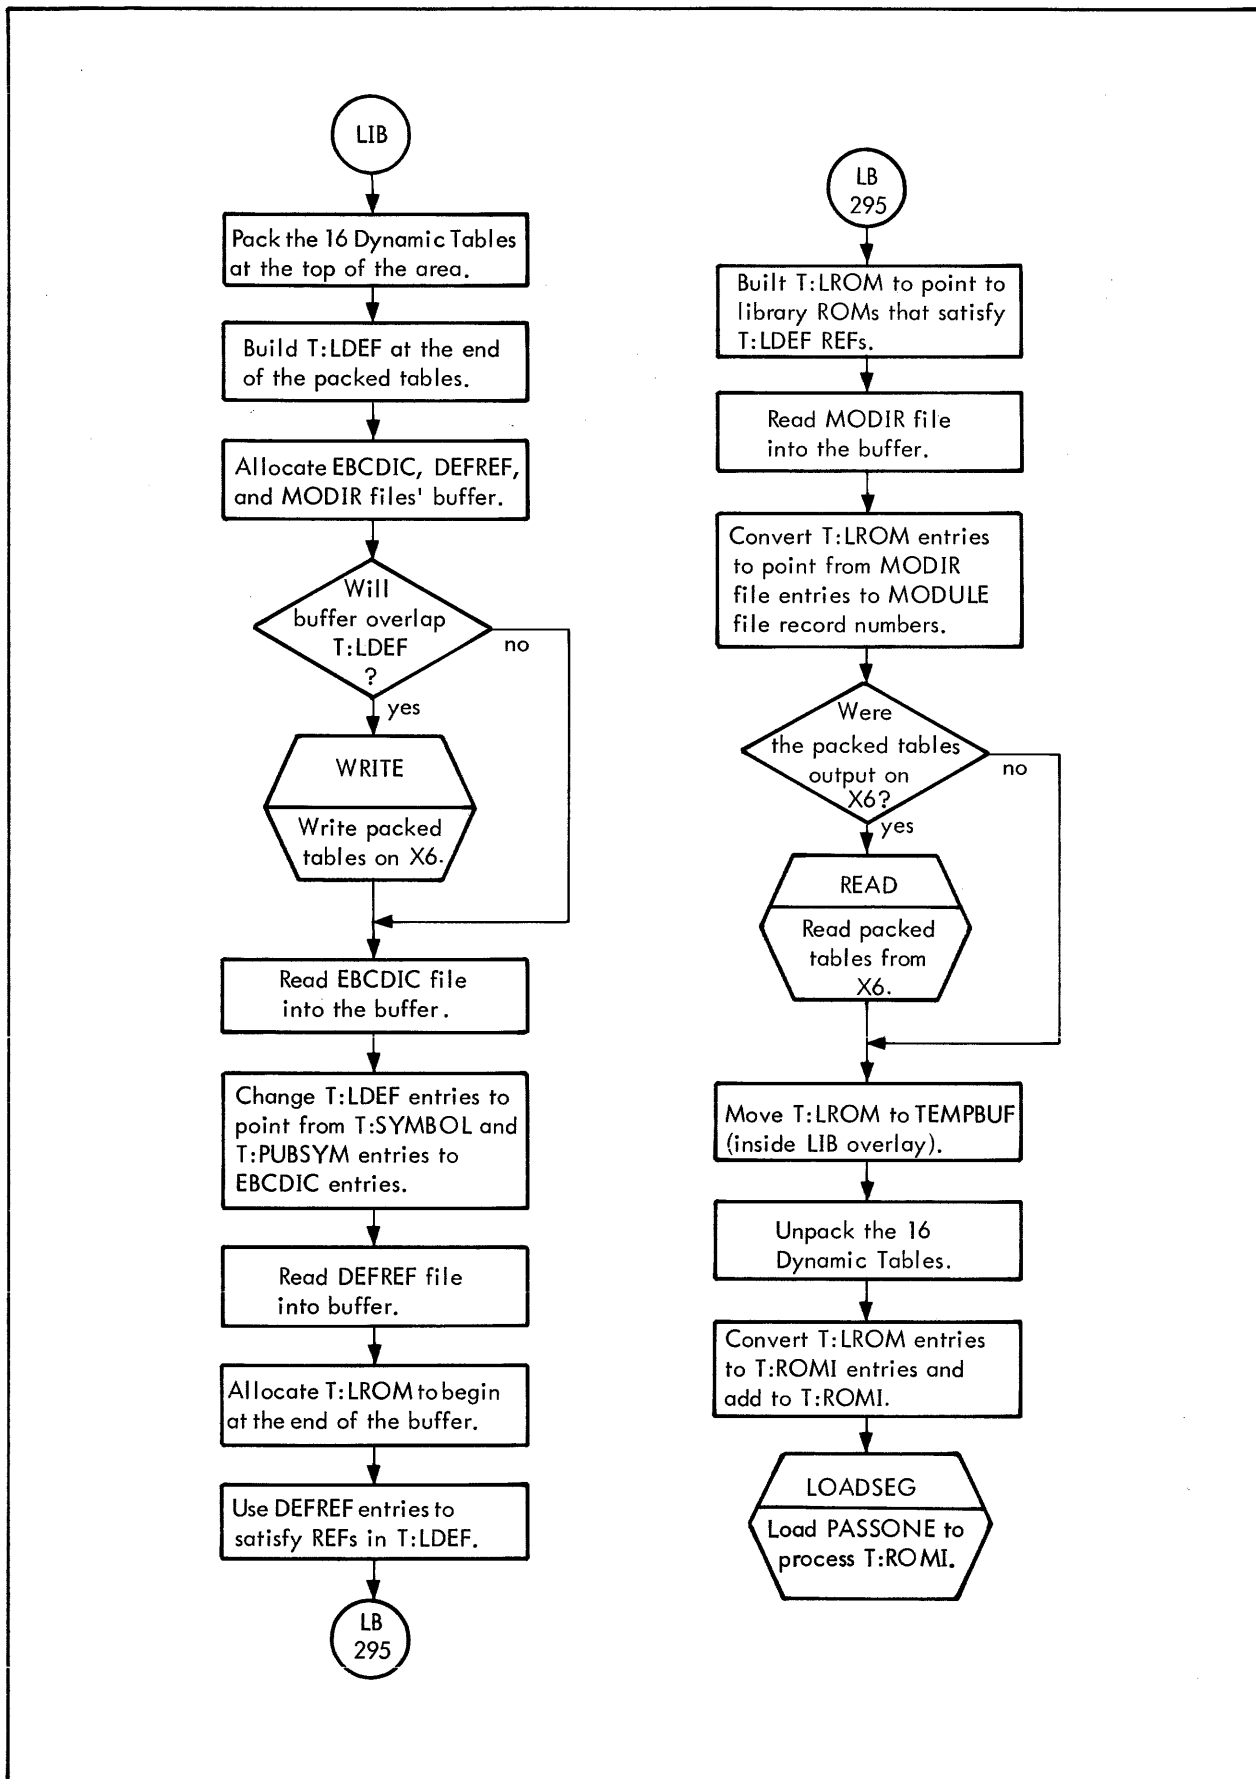 LIB
Pack the 16 Dynamic Tables
at the top of the area.
Build T:LDEF at the end
of the packed tables.
Allocate EBCDIC, DEFREF,
and MODIR files' buffer.
Will
buffer overlap
T:LDEF
?
no
yes
WRITE
Write packed
tables on X6.
Read EBCDIC file
into the buffer.
Change T:LDEF entries to
point from T:SYMBOL and
T:PUBSYM entries to
EBCDIC entries.
Read DEFREF file
into buffer.
Allocate T:LROM to begin
at the end of the buffer.
Use DEFREF entries to
satisfy REFs in T:LDEF.
LB
295
LB
295
Built T:LROM to point to
library ROMs that satisfy
T:LDEF REFs.
Read MODIR file
into the buffer.
Convert T:LROM entries
to point from MODIR
file entries to MODULE
file record numbers.
Were
the packed tables
output on
X6?
no
yes
READ
Read packed
tables from
X6.
Move T:LROM to TEMPBUF
(inside LIB overlay).
Unpack the 16
Dynamic Tables.
Convert T:LROM entries
to T:ROMI entries and
add to T:ROMI.
LOADSEG
Load PASSONE to
process T:ROMI.